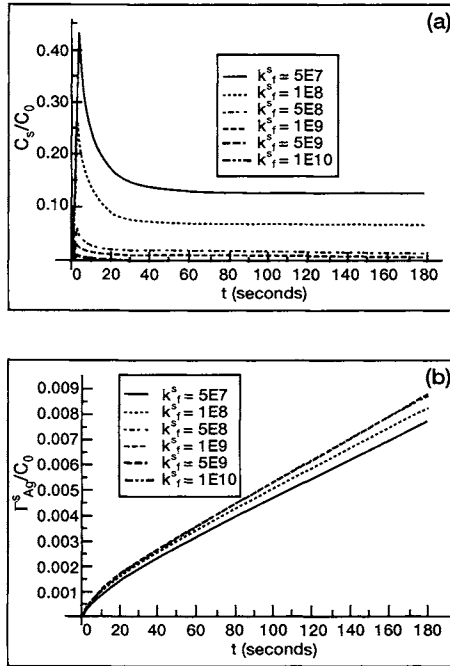 (a)
C_s/C_0
0.40
0.30
0.20
0.10
k^s_f = 5E7
k^s_f = 1E8
k^s_f = 5E8
k^s_f = 1E9
k^s_f = 5E9
k^s_f = 1E10
0 20 40 60 80 100 120 140 160 180
t (seconds)
(b)
Γ^s_Ag/C_0
0.009
0.008
0.007
0.006
0.005
0.004
0.003
0.002
0.001
k^s_f = 5E7
k^s_f = 1E8
k^s_f = 5E8
k^s_f = 1E9
k^s_f = 5E9
k^s_f = 1E10
0 20 40 60 80 100 120 140 160 180
t (seconds)